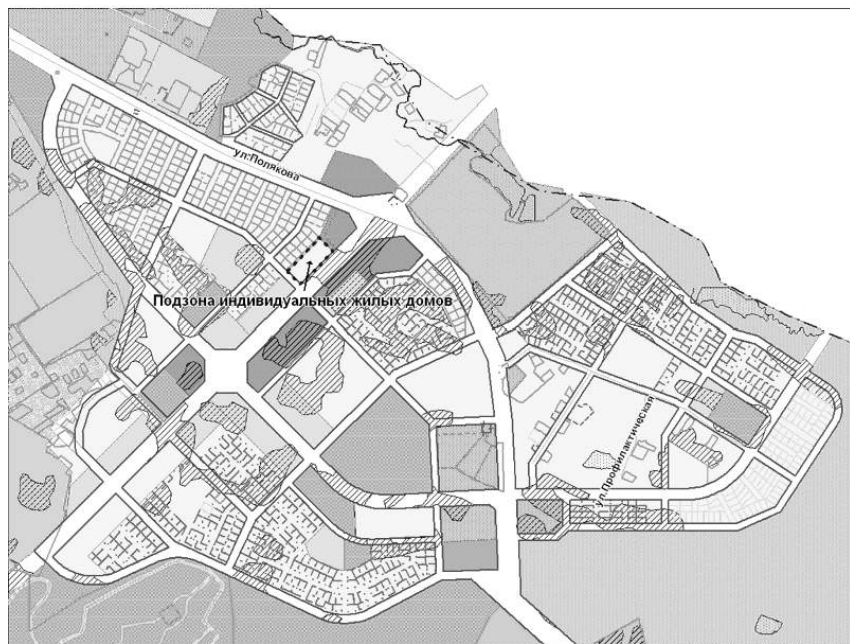 ул.Полякова
Подзона индивидуальных жилых домов
ул.Профилактическая